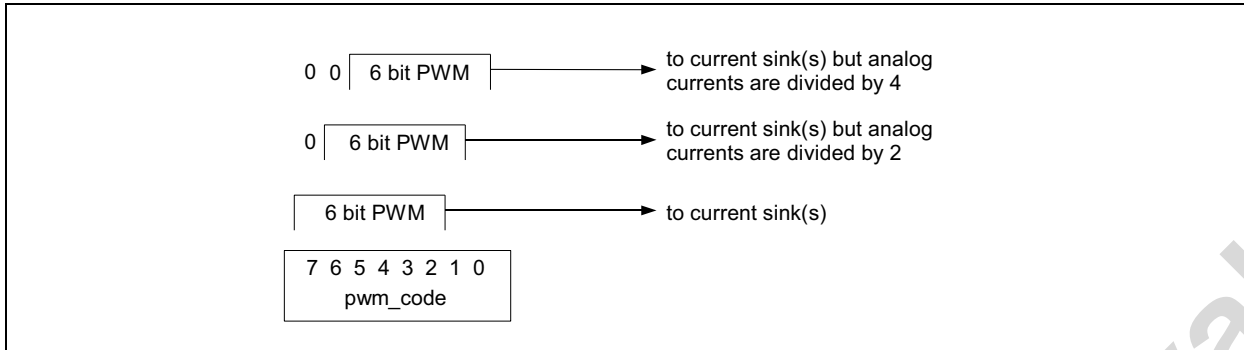 0 0 6 bit PWM to current sink(s) but analog
currents are divided by 4
0 6 bit PWM to current sink(s) but analog
currents are divided by 2
6 bit PWM to current sink(s)
7 6 5 4 3 2 1 0
pwm_code